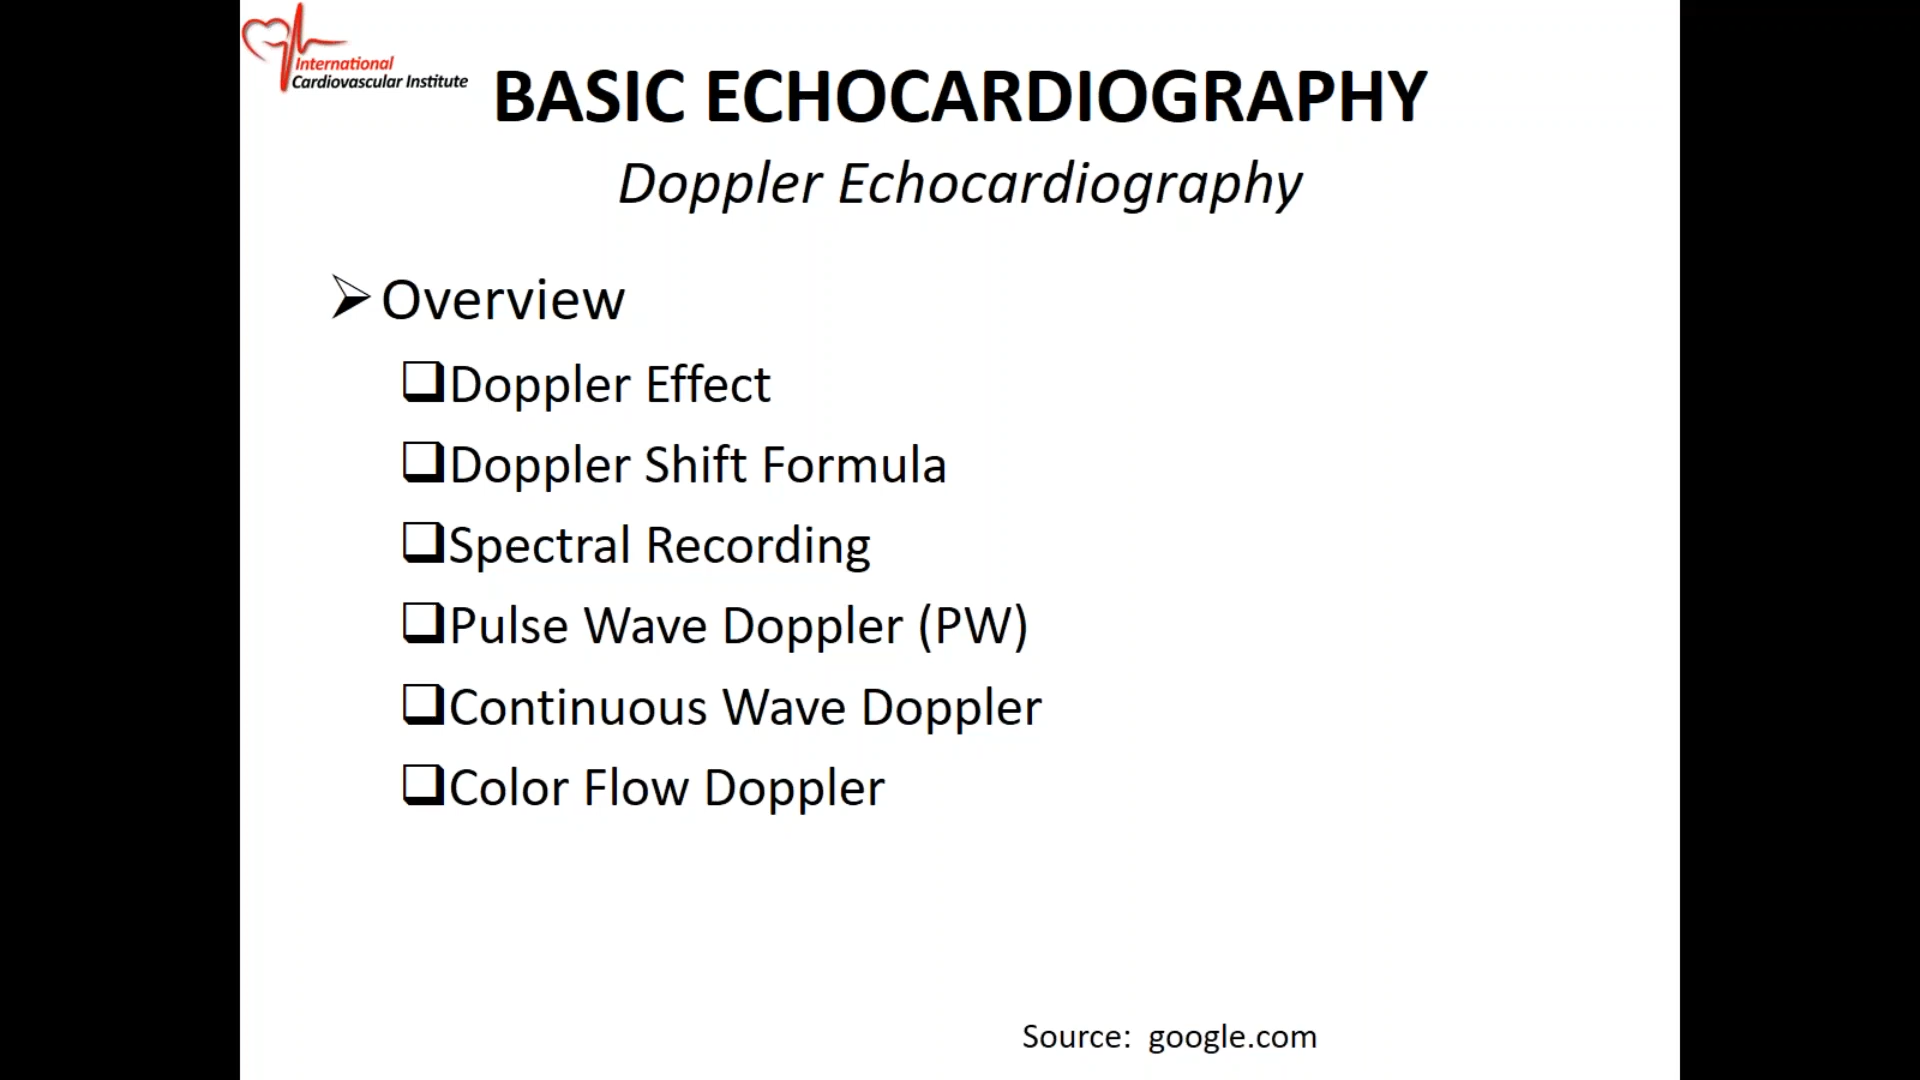 International
Cardiovascular Institute
BASIC ECHOCARDIOGRAPHY
Doppler Echocardiography
Overview
Doppler Effect
Doppler Shift Formula
Spectral Recording
Pulse Wave Doppler (PW)
Continuous Wave Doppler
Color Flow Doppler
Source: google.com